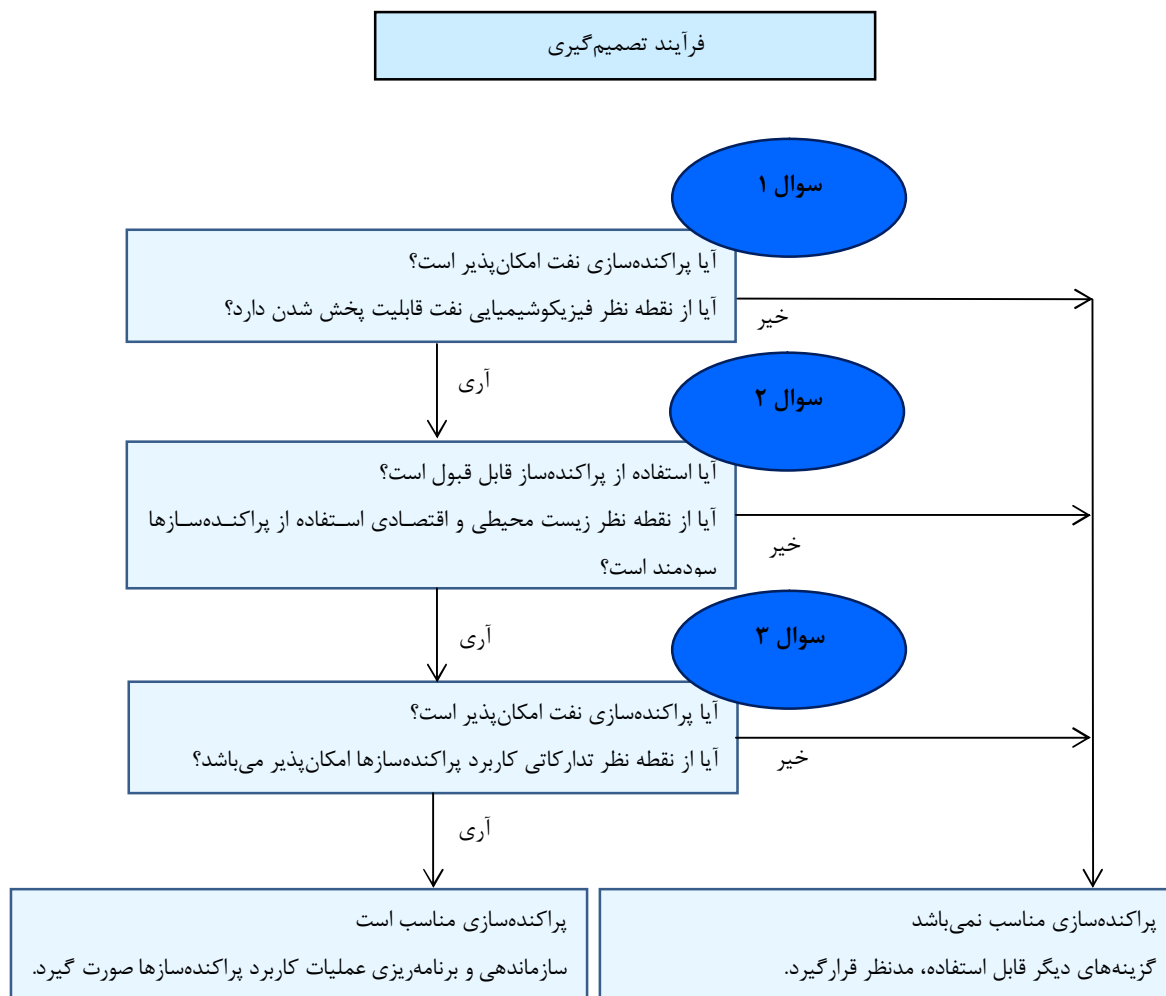 فرآیند تصمیم‌گیری
سوال ۱
آیا پراکنده‌سازی نفت امکان‌پذیر است؟
آیا از نقطه نظر فیزیکوشیمیایی نفت قابلیت پخش شدن دارد؟
خیر
آری
سوال ۲
آیا استفاده از پراکنده‌ساز قابل قبول است؟
آیا از نقطه نظر زیست محیطی و اقتصادی استفاده از پراکنده‌سازها
سودمند است؟
خیر
آری
سوال ۳
آیا پراکنده‌سازی نفت امکان‌پذیر است؟
آیا از نقطه نظر تدارکاتی کاربرد پراکنده‌سازها امکان‌پذیر می‌باشد؟
خیر
آری
پراکنده‌سازی مناسب نمی‌باشد
گزینه‌های دیگر قابل استفاده، مدنظر قرارگیرد.
پراکنده‌سازی مناسب است
سازماندهی و برنامه‌ریزی عملیات کاربرد پراکنده‌سازها صورت گیرد.